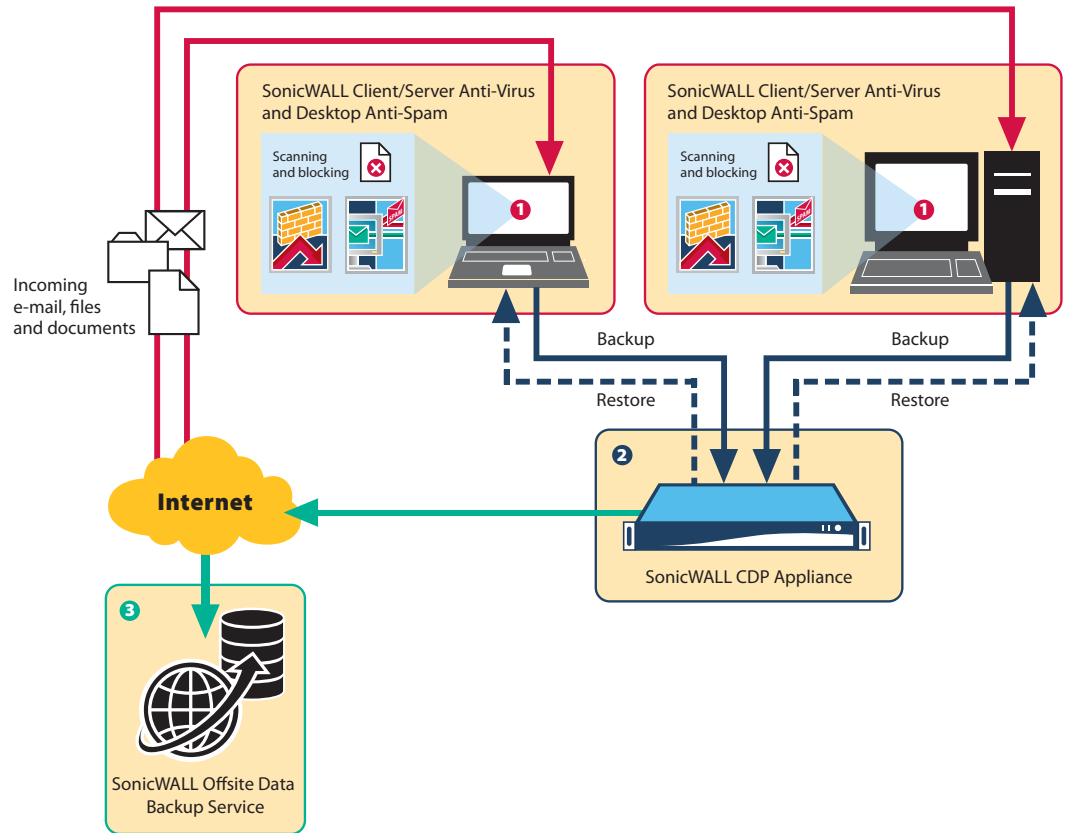 SonicWALL Client/Server Anti-Virus
and Desktop Anti-Spam
Scanning
and blocking
SPAM
1
SonicWALL Client/Server Anti-Virus
and Desktop Anti-Spam
Scanning
and blocking
SPAM
1
Incoming
e-mail, files
and documents
Backup
Restore
Backup
Restore
2
SonicWALL CDP Appliance
Internet
3
SonicWALL Offsite Data
Backup Service